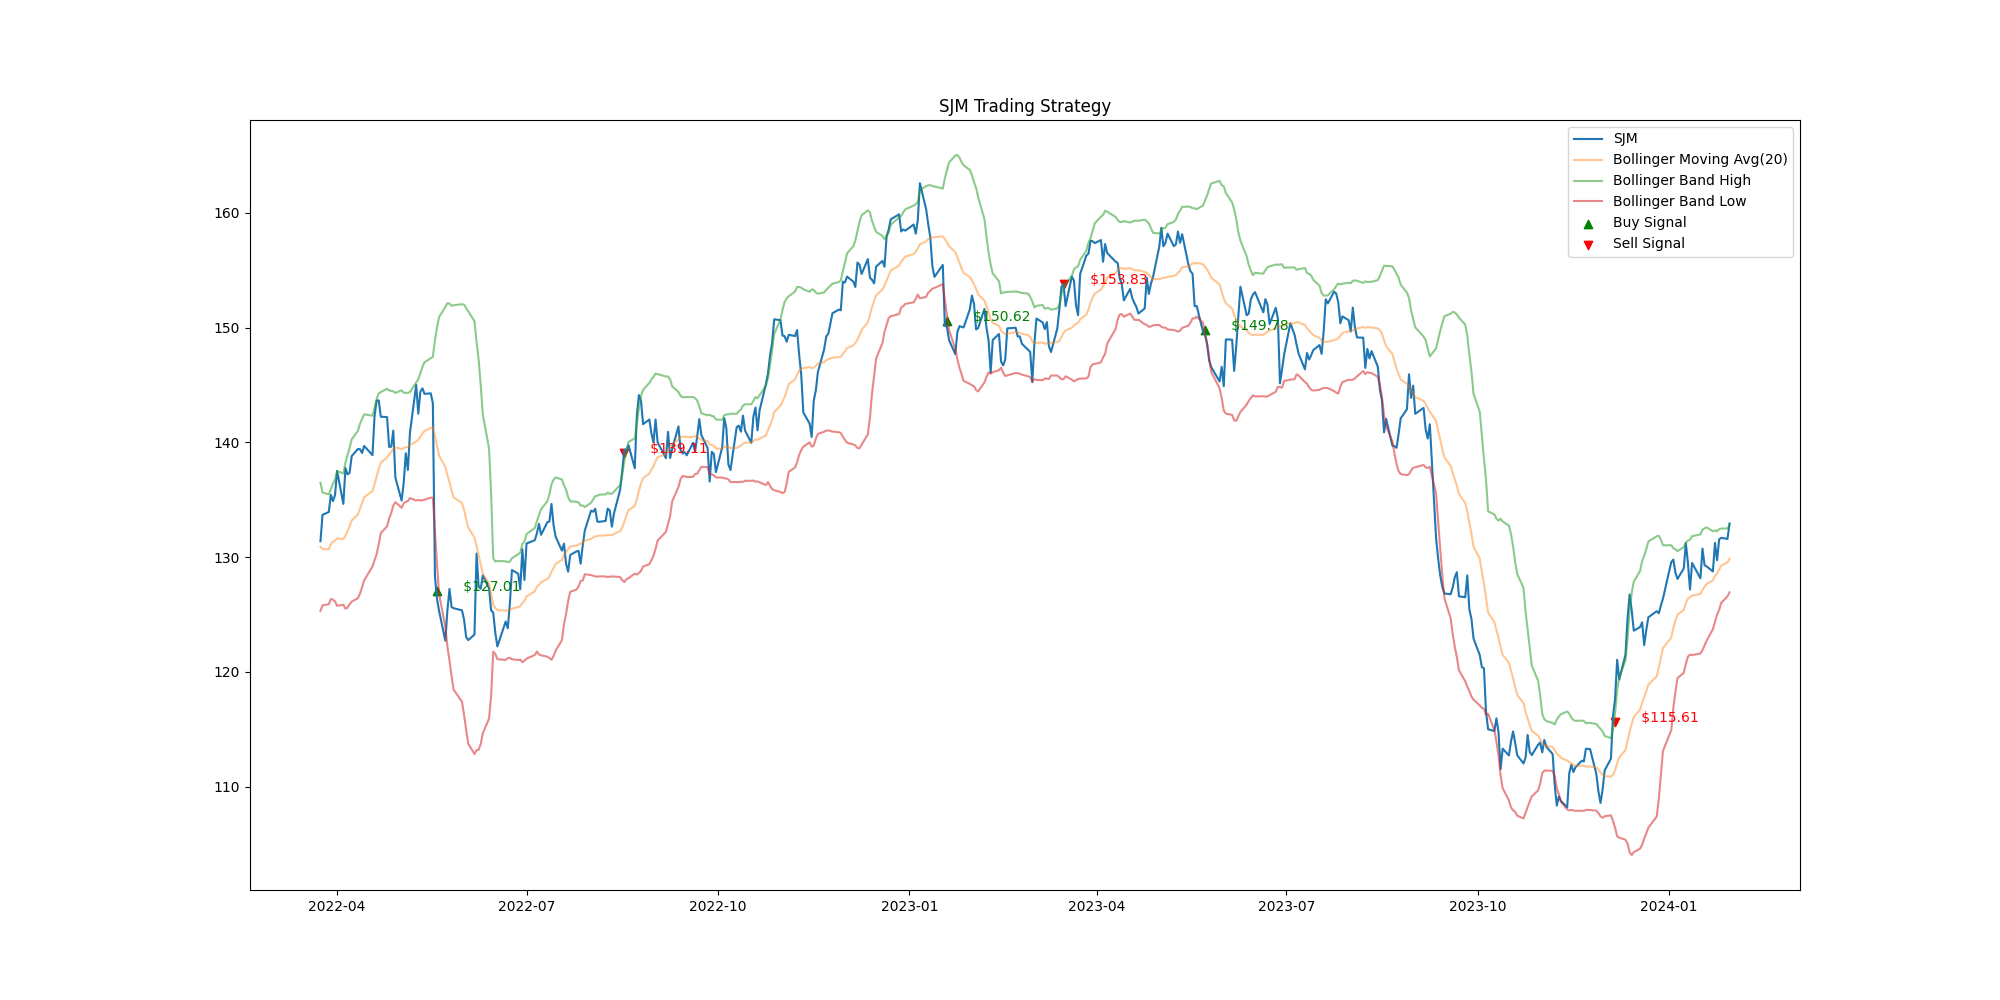 SJM Trading Strategy
SJM
Bollinger Moving Avg(20)
Bollinger Band High
Bollinger Band Low
Buy Signal
Sell Signal
160
150
140
130
120
110
$127.01
$139.11
$150.62
$153.83
$149.78
$115.61
2022-04
2022-07
2022-10
2023-01
2023-04
2023-07
2023-10
2024-01